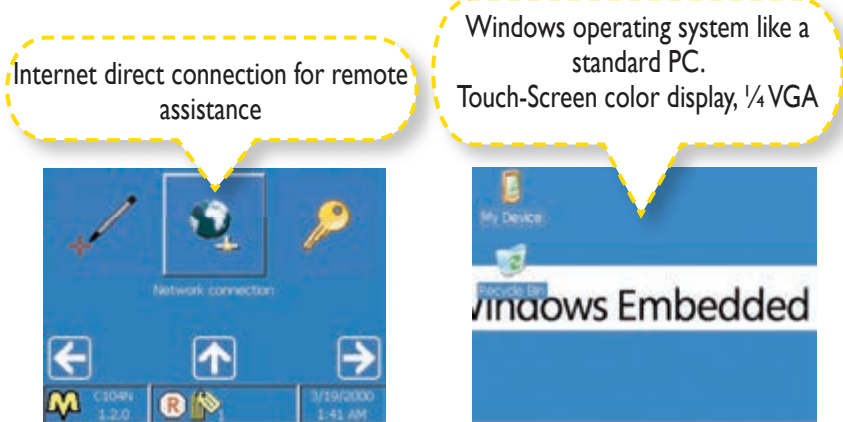 Internet direct connection for remote
assistance
Windows operating system like a
standard PC.
Touch-Screen color display, ¼ VGA
Network connection
C104N
1.2.0
R
1
3/19/2000
1:41 AM
My Device
Recycle Bin
Windows Embedded